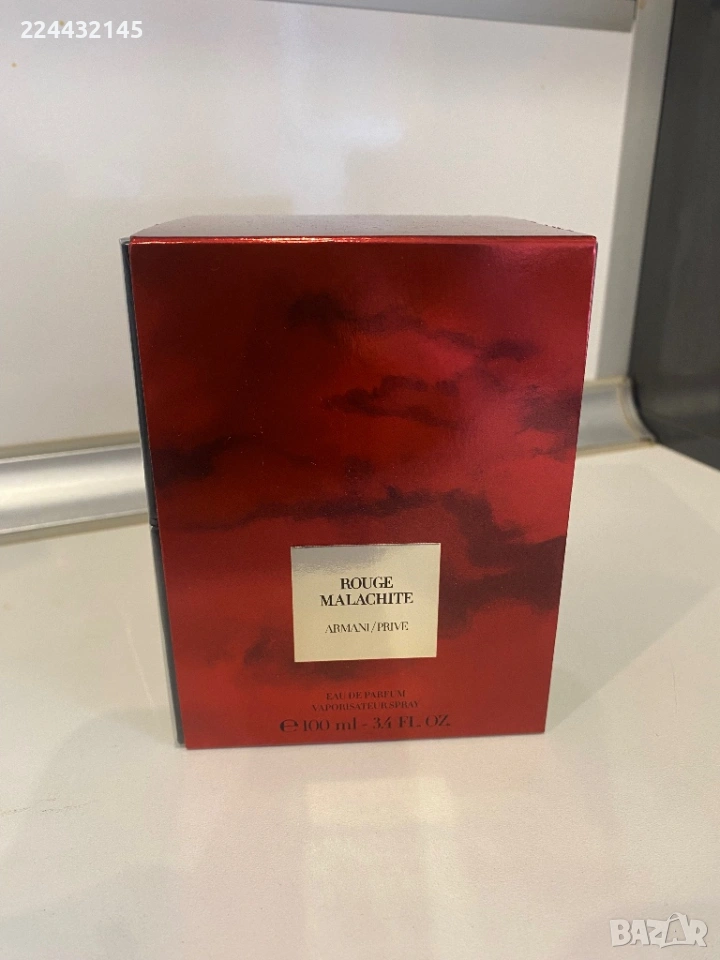 224432145
ROUGE
MALACHITE
ARMANI/PRIVE
EAU DE PARFUM
VAPORISATEUR SPRAY
℮ 100 ml - 3.4 FL. OZ.
BAZAR